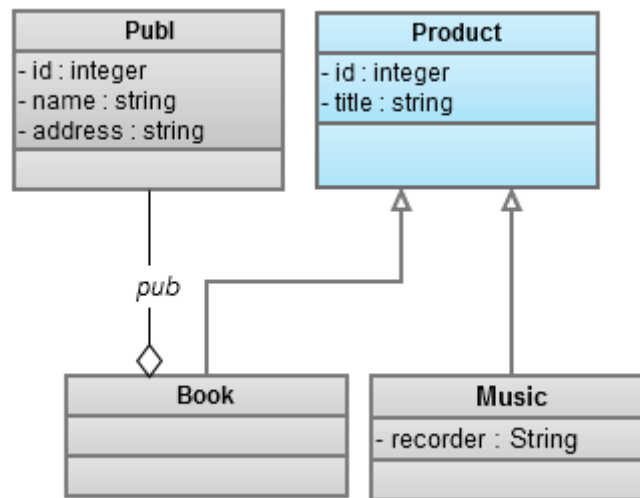 Publ
- id : integer
- name : string
- address : string
Product
- id : integer
- title : string
pub
Book
Music
- recorder : String